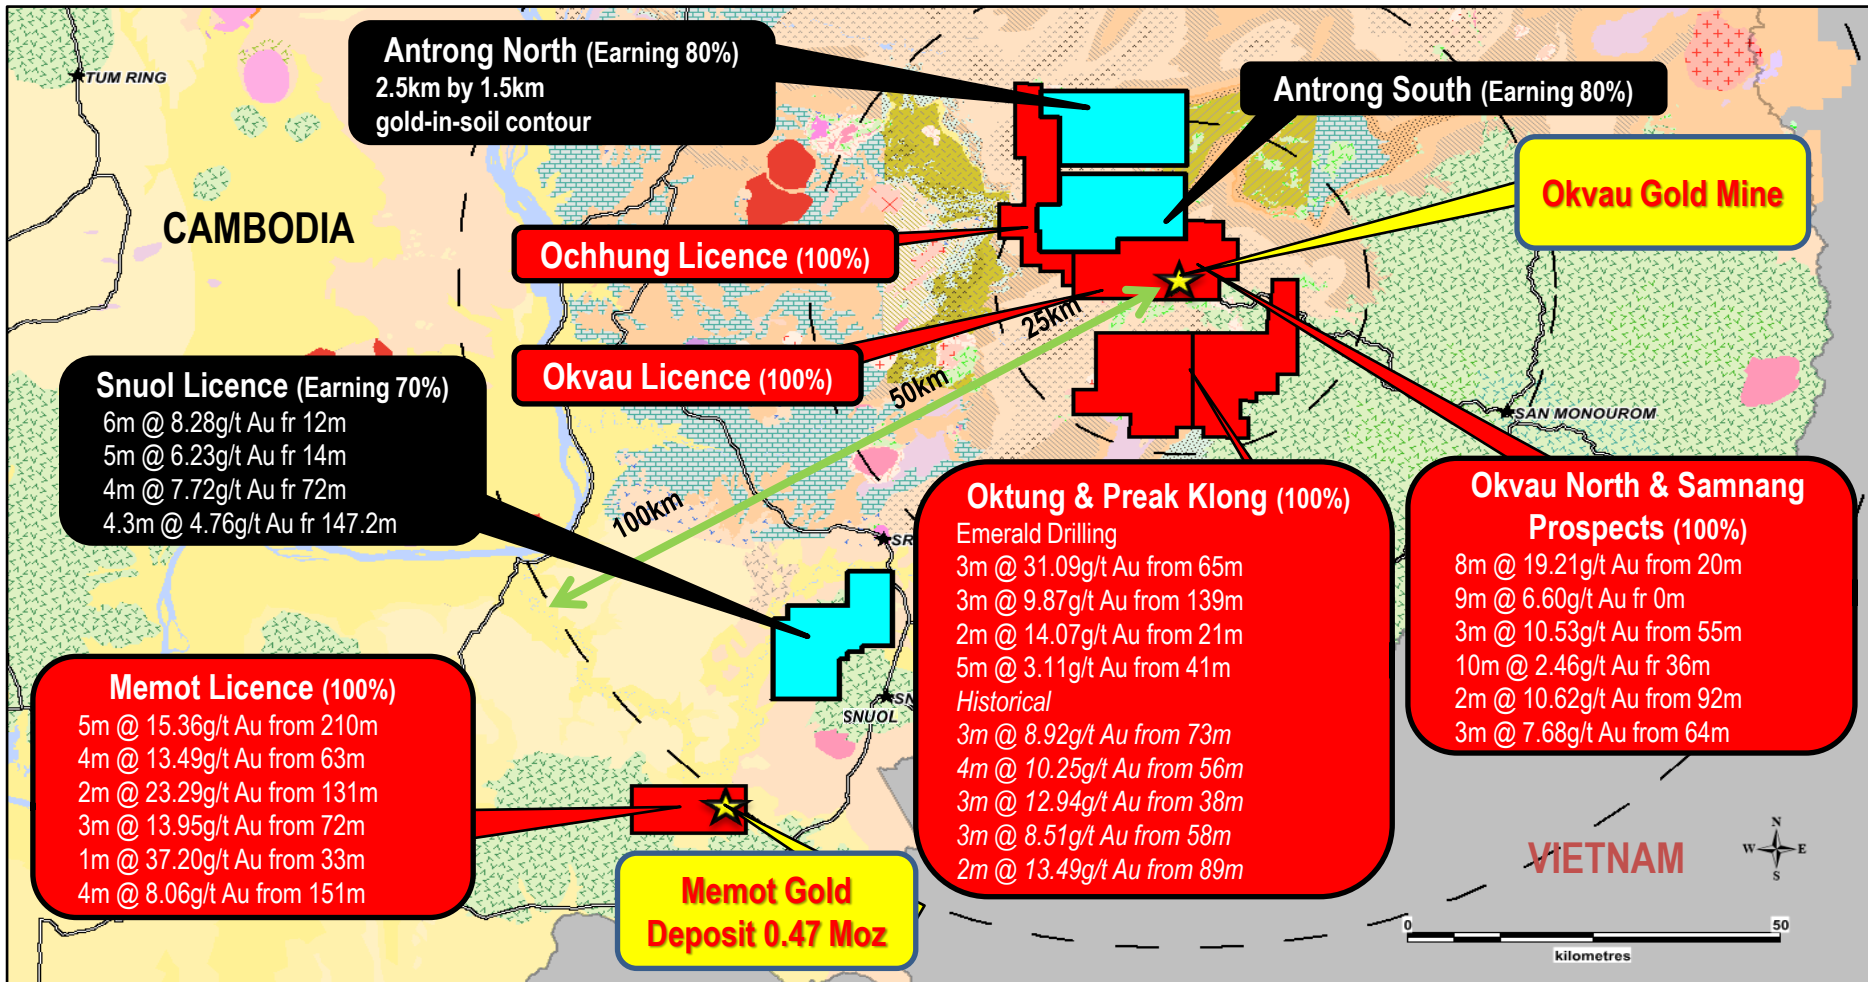 TUM RING
CAMBODIA
Antrong North (Earning 80%)
2.5km by 1.5km
gold-in-soil contour
Antrong South (Earning 80%)
Okvau Gold Mine
Ochhung Licence (100%)
Okvau Licence (100%)
25km
50km
100km
Snuol Licence (Earning 70%)
6m @ 8.28g/t Au fr 12m
5m @ 6.23g/t Au fr 14m
4m @ 7.72g/t Au fr 72m
4.3m @ 4.76g/t Au fr 147.2m
SAN MONOUROM
SR
SN
SNUOL
Memot Licence (100%)
5m @ 15.36g/t Au from 210m
4m @ 13.49g/t Au from 63m
2m @ 23.29g/t Au from 131m
3m @ 13.95g/t Au from 72m
1m @ 37.20g/t Au from 33m
4m @ 8.06g/t Au from 151m
Memot Gold
Deposit 0.47 Moz
Oktung & Preak Klong (100%)
Emerald Drilling
3m @ 31.09g/t Au from 65m
3m @ 9.87g/t Au from 139m
2m @ 14.07g/t Au from 21m
5m @ 3.11g/t Au from 41m
Historical
3m @ 8.92g/t Au from 73m
4m @ 10.25g/t Au from 56m
3m @ 12.94g/t Au from 38m
3m @ 8.51g/t Au from 58m
2m @ 13.49g/t Au from 89m
Okvau North & Samnang
Prospects (100%)
8m @ 19.21g/t Au from 20m
9m @ 6.60g/t Au fr 0m
3m @ 10.53g/t Au from 55m
10m @ 2.46g/t Au fr 36m
2m @ 10.62g/t Au from 92m
3m @ 7.68g/t Au from 64m
VIETNAM
N
W E
S
0 50
kilometres